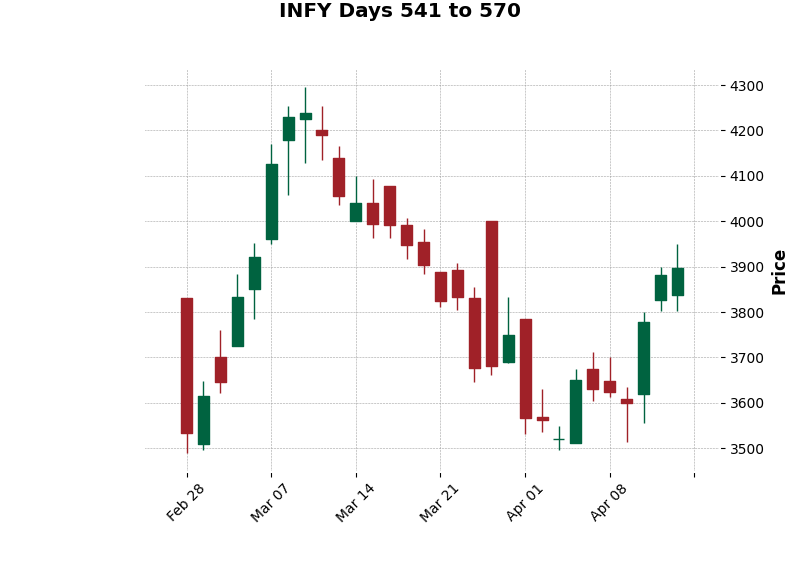 INFY Days 541 to 570
4300
4200
4100
4000
3900
3800
3700
3600
3500
Price
Feb 28
Mar 07
Mar 14
Mar 21
Apr 01
Apr 08